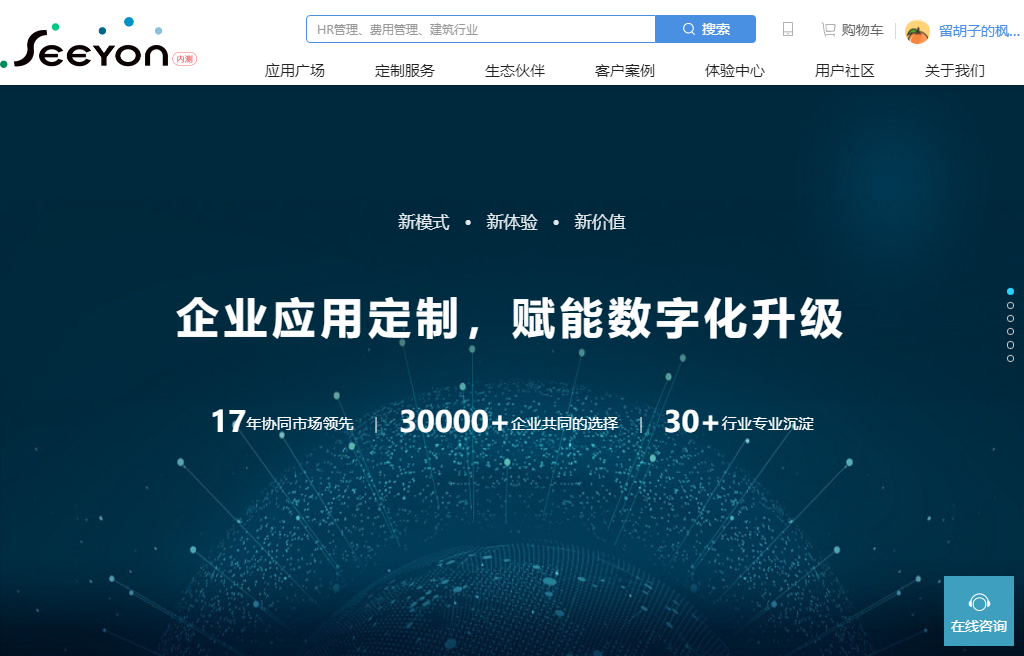 SEEYON 内测
HR管理、费用管理、建筑行业 搜索 购物车 留胡子的枫...
应用广场 定制服务 生态伙伴 客户案例 体验中心 用户社区 关于我们
新模式 • 新体验 • 新价值
企业应用定制，赋能数字化升级
17年协同市场领先 | 30000+企业共同的选择 | 30+行业专业沉淀
在线咨询